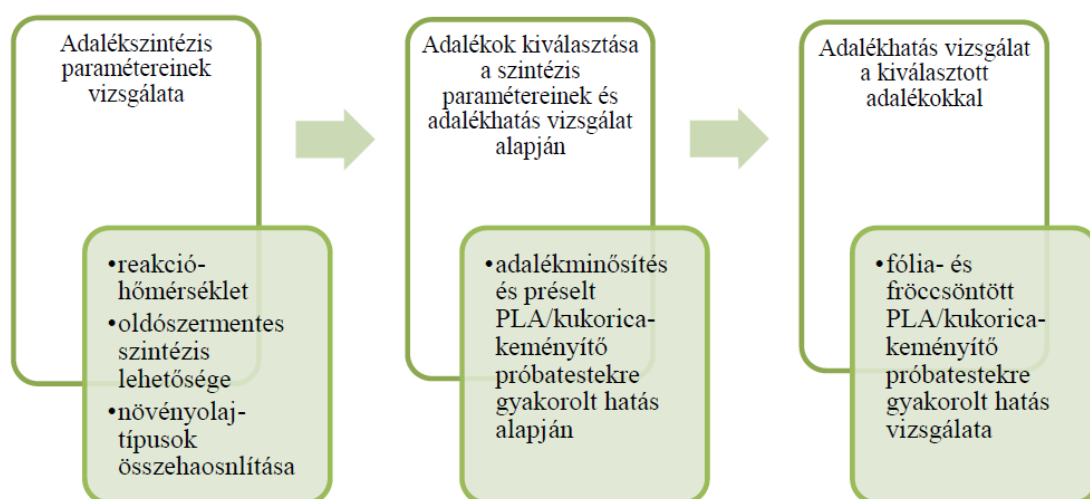 Adalékszintézis
paramétereinek
vizsgálata
•reakció-
hőmérséklet
•oldószermentes
szintézis
lehetősége
•növényolaj-
típusok
összehaosnlítása
Adalékok kiválasztása
a szintézis
paramétereinek és
adalékhatás vizsgálat
alapján
•adalékminősítés
és préselt
PLA/kukorica-
keményítő
próbatestekre
gyakorolt hatás
alapján
Adalékhatás vizsgálat
a kiválasztott
adalékokkal
•fólia- és
fröccsöntött
PLA/kukorica-
keményítő
próbatestekre
gyakorolt hatás
vizsgálata